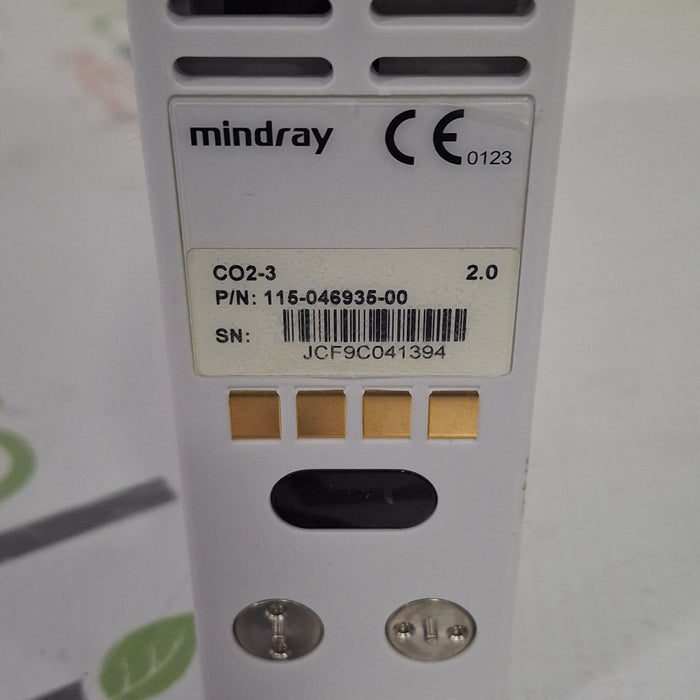 mindray CE 0123
CO2-3 2.0
P/N: 115-046935-00
SN:
JCF9C041394